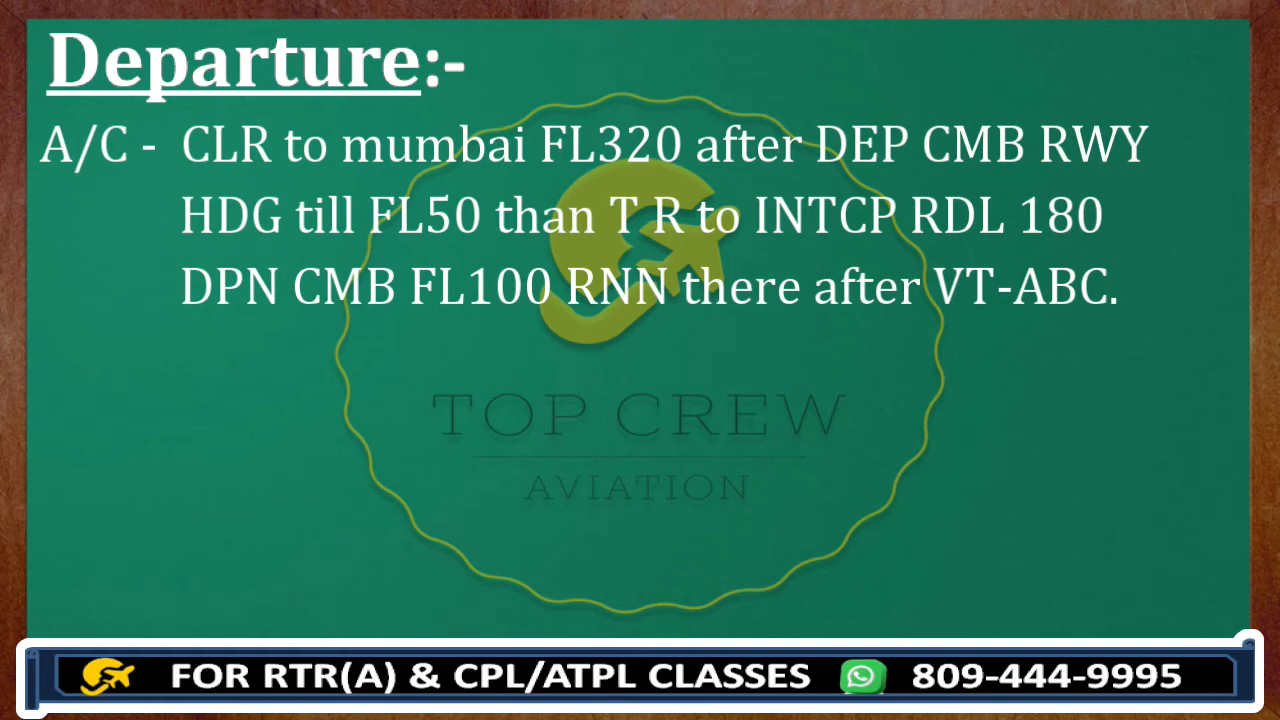 Departure:-
A/C - CLR to mumbai FL320 after DEP CMB RWY
HDG till FL50 than T R to INTCP RDL 180
DPN CMB FL100 RNN there after VT-ABC.
TOP CREW
AVIATION
FOR RTR(A) & CPL/ATPL CLASSES 809-444-9995